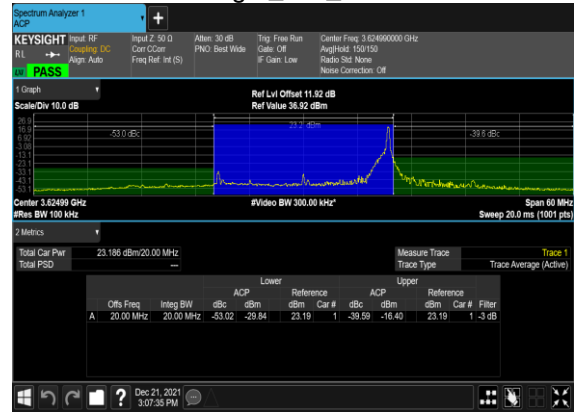 Spectrum Analyzer 1
ACP
KEYSIGHT Input: RF Input Z: 50 Ω Atten: 30 dB Trig: Free Run Center Freq: 3.624990000 GHz
RL Coupling: DC Corr CCorr PNO: Best Wide Gate: Off Avg|Hold: 150/150
Align: Auto Freq Ref: Int (S) IF Gain: Low Radio Std: None
LXI PASS Noise Correction: Off
1 Graph
Ref Lvl Offset 11.92 dB
Scale/Div 10.0 dB Ref Value 36.92 dBm
26.9
16.9
6.92
-3.08
-13.1
-23.1
-33.1
-43.1
-53.1
-53.0 dBc 23.2 dBm -39.6 dBc
Center 3.62499 GHz #Video BW 300.00 kHz* Span 60 MHz
#Res BW 100 kHz Sweep 20.0 ms (1001 pts)
2 Metrics
Total Car Pwr 23.186 dBm/20.00 MHz Measure Trace Trace 1
Total PSD --- Trace Type Trace Average (Active)
Lower Upper
ACP Reference ACP Reference
Offs Freq Integ BW dBc dBm dBm Car # dBc dBm dBm Car # Filter
A 20.00 MHz 20.00 MHz -53.02 -29.84 23.19 1 -39.59 -16.40 23.19 1 -3 dB
Dec 21, 2021
3:07:35 PM